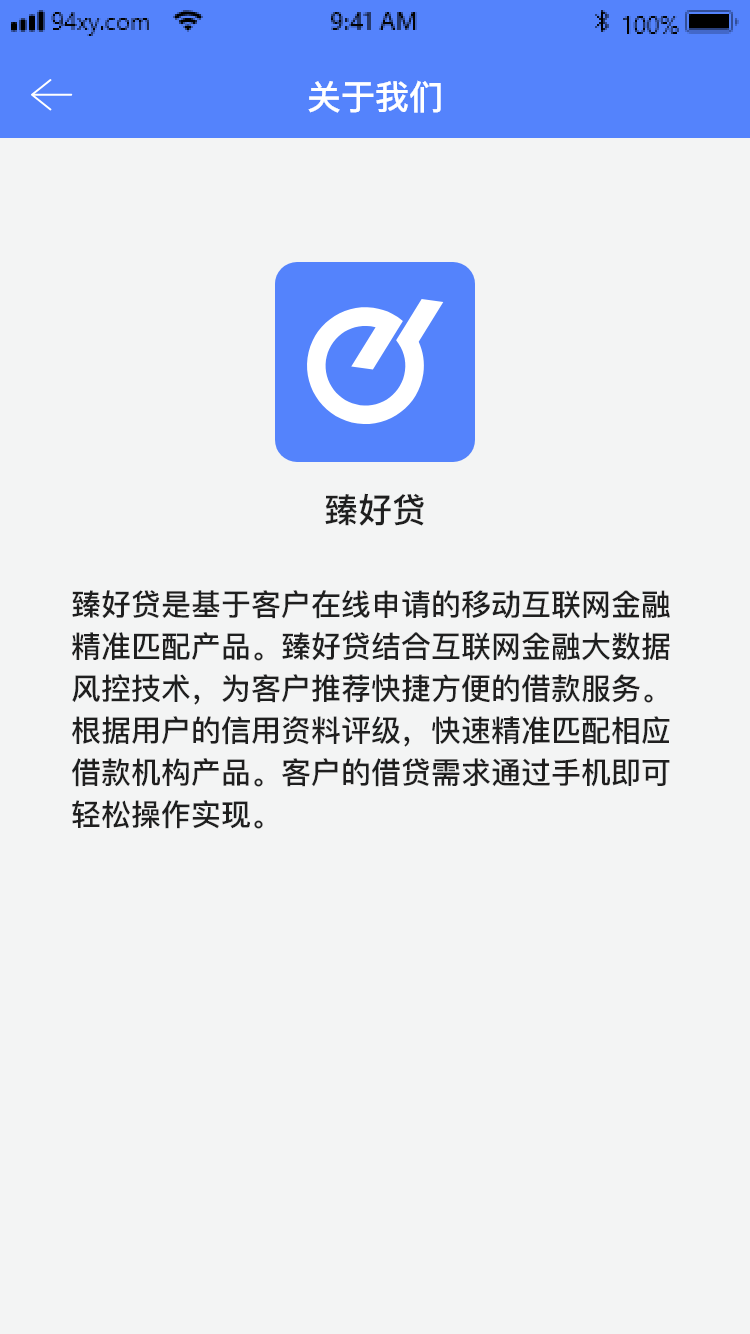 94xy.com 9:41 AM 100%
关于我们
臻好贷
臻好贷是基于客户在线申请的移动互联网金融
精准匹配产品。臻好贷结合互联网金融大数据
风控技术，为客户推荐快捷方便的借款服务。
根据用户的信用资料评级，快速精准匹配相应
借款机构产品。客户的借贷需求通过手机即可
轻松操作实现。